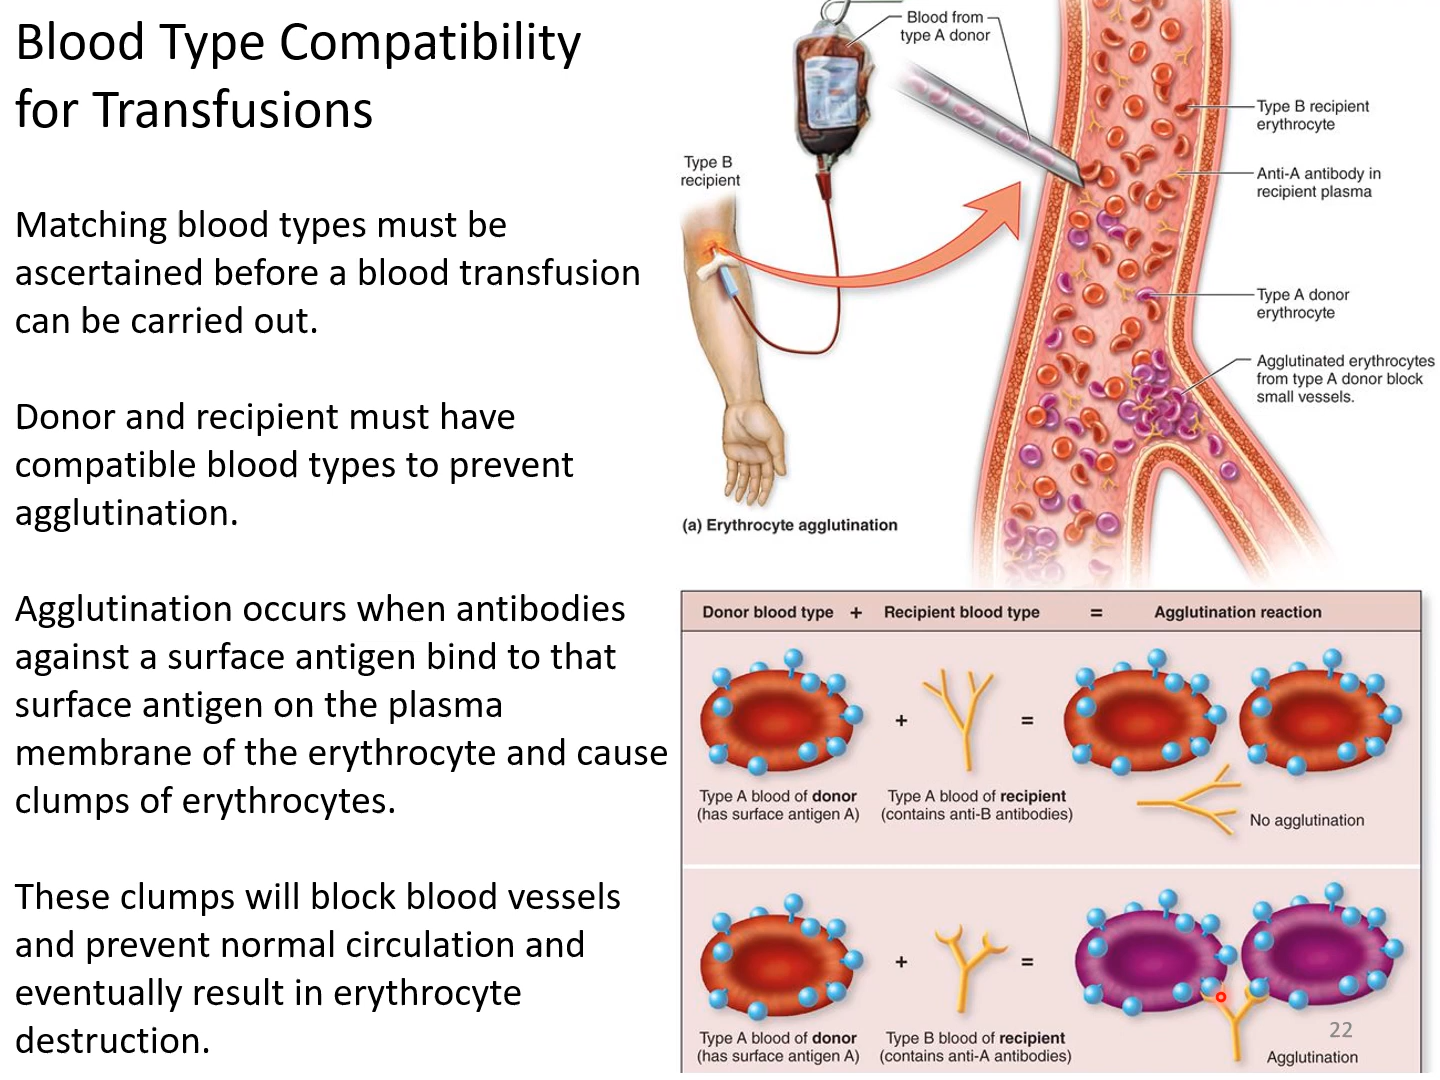 Blood Type Compatibility
for Transfusions
Matching blood types must be
ascertained before a blood transfusion
can be carried out.
Donor and recipient must have
compatible blood types to prevent
agglutination.
Agglutination occurs when antibodies
against a surface antigen bind to that
surface antigen on the plasma
membrane of the erythrocyte and cause
clumps of erythrocytes.
These clumps will block blood vessels
and prevent normal circulation and
eventually result in erythrocyte
destruction.
Blood from
type A donor
Type B
recipient
Type B recipient
erythrocyte
Anti-A antibody in
recipient plasma
Type A donor
erythrocyte
Agglutinated erythrocytes
from type A donor block
small vessels.
(a) Erythrocyte agglutination
Donor blood type + Recipient blood type = Agglutination reaction
+ =
Type A blood of donor
(has surface antigen A)
Type A blood of recipient
(contains anti-B antibodies)
No agglutination
+ =
Type A blood of donor
(has surface antigen A)
Type B blood of recipient
(contains anti-A antibodies)
22
Agglutination